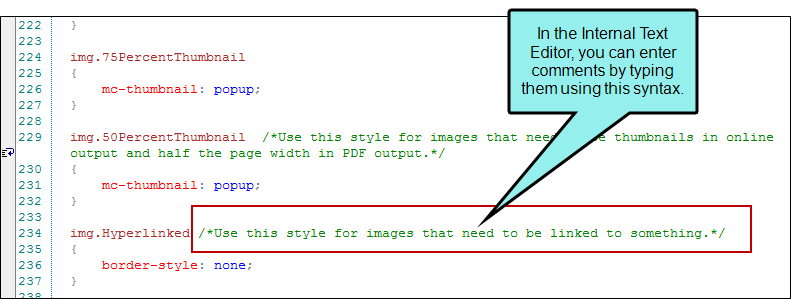 In the Internal Text
Editor, you can enter
comments by typing
them using this syntax.
222 }
223
224 img.75PercentThumbnail
225 {
226 mc-thumbnail: popup;
227 }
228
229 img.50PercentThumbnail /*Use this style for images that need thumbnails in online
output and half the page width in PDF output.*/
230 {
231 mc-thumbnail: popup;
232 }
233
234 img.Hyperlinked /*Use this style for images that need to be linked to something.*/
235 {
236 border-style: none;
237 }
238